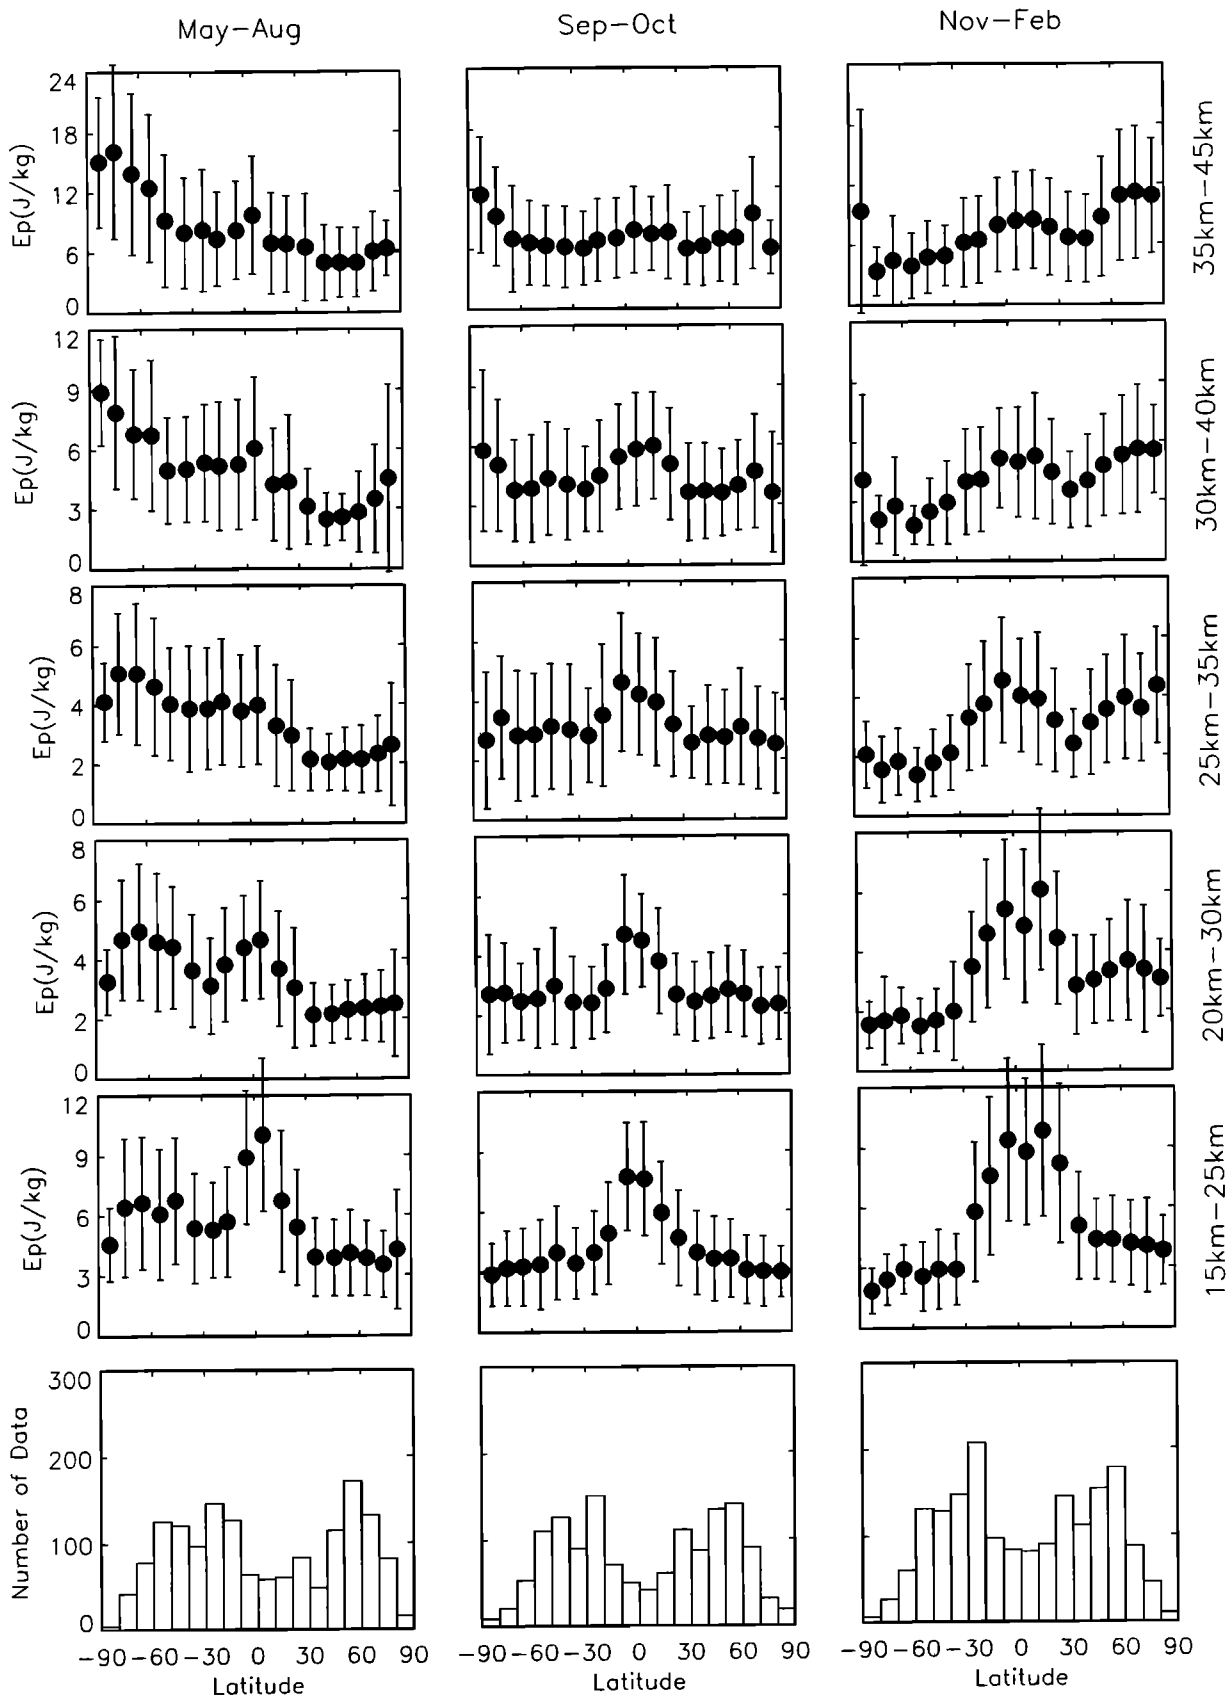 May-Aug Sep-Oct Nov-Feb
24
18
12
6
0
Ep(J/kg)
35km-45km
12
9
6
3
0
Ep(J/kg)
30km-40km
8
6
4
2
0
Ep(J/kg)
25km-35km
8
6
4
2
0
Ep(J/kg)
20km-30km
12
9
6
3
0
Ep(J/kg)
15km-25km
300
200
100
0
Number of Data
-90 -60 -30 0 30 60 90 -90 -60 -30 0 30 60 90 -90 -60 -30 0 30 60 90
Latitude Latitude Latitude